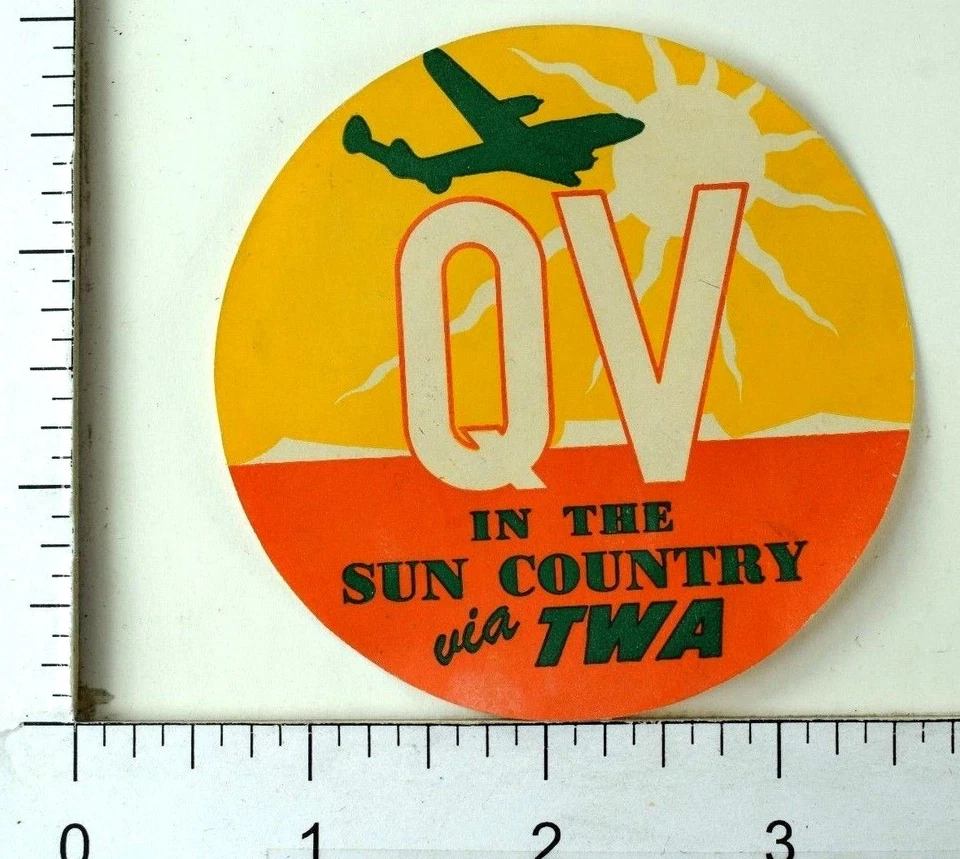 QV
IN THE
SUN COUNTRY
via TWA
0 1 2 3